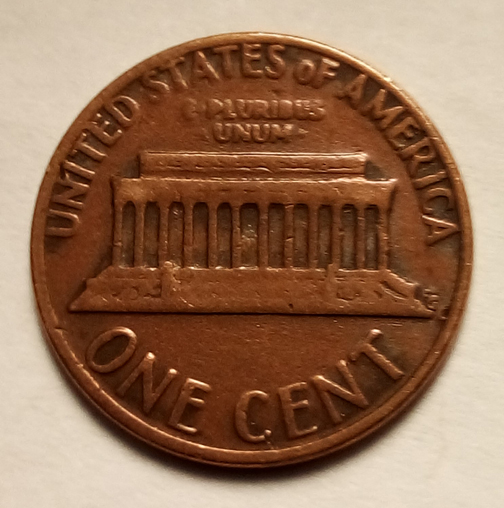 UNITED STATES OF AMERICA
E·PLURIBUS
UNUM·
ONE CENT